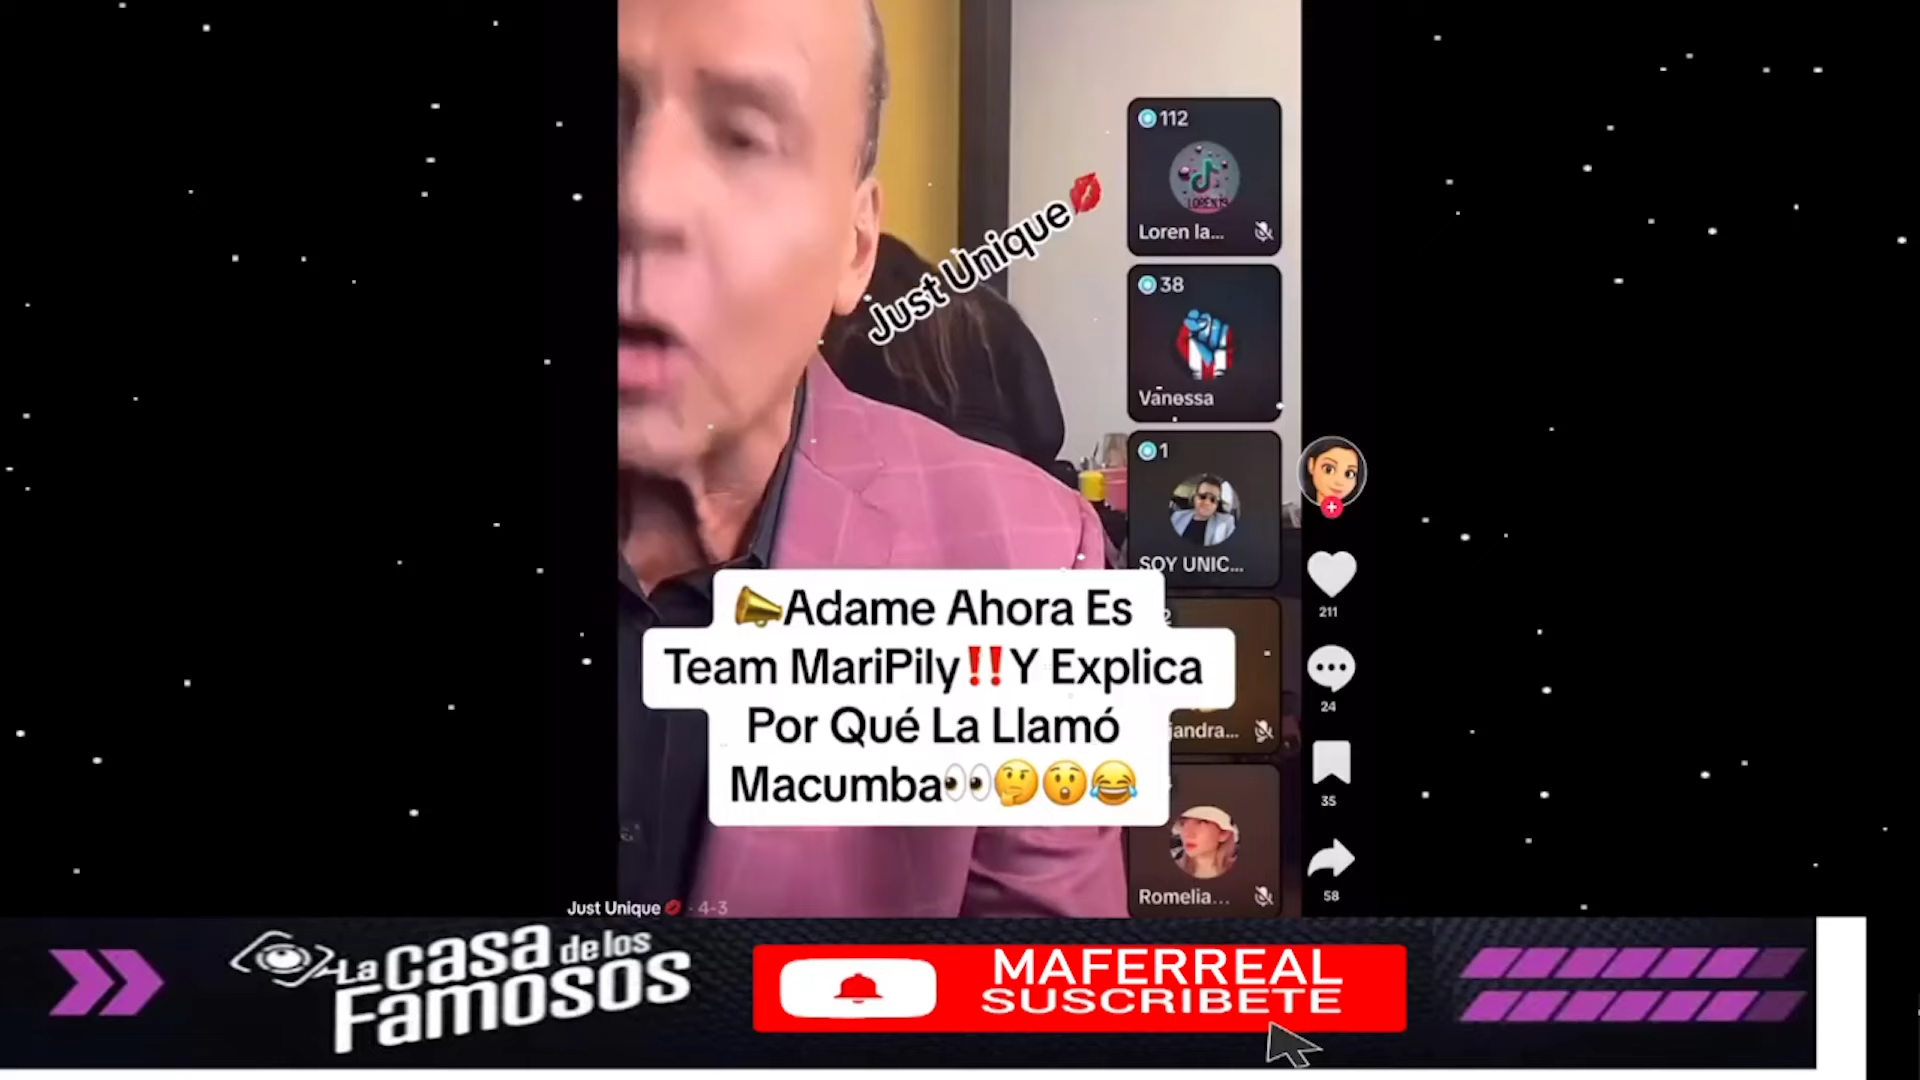 112
Loren la...
Just Unique
38
Vanessa
1
SOY UNIC...
📣Adame Ahora Es
Team MariPily‼️Y Explica
Por Qué La Llamó
Macumba👀🤔😲😂
jandra...
Romelia...
211
24
35
58
Just Unique💋 · 4-3
La CASA de los
Famosos
MAFERREAL
SUSCRIBETE